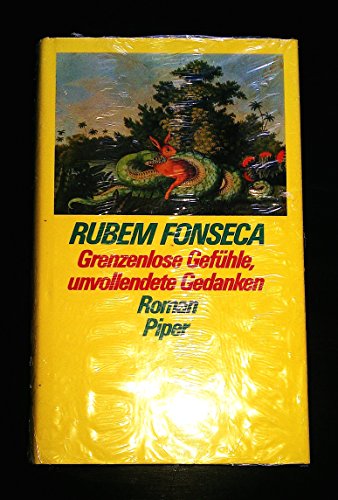 RUBEM FONSECA
Grenzenlose Gefühle,
unvollendete Gedanken
Roman
Piper